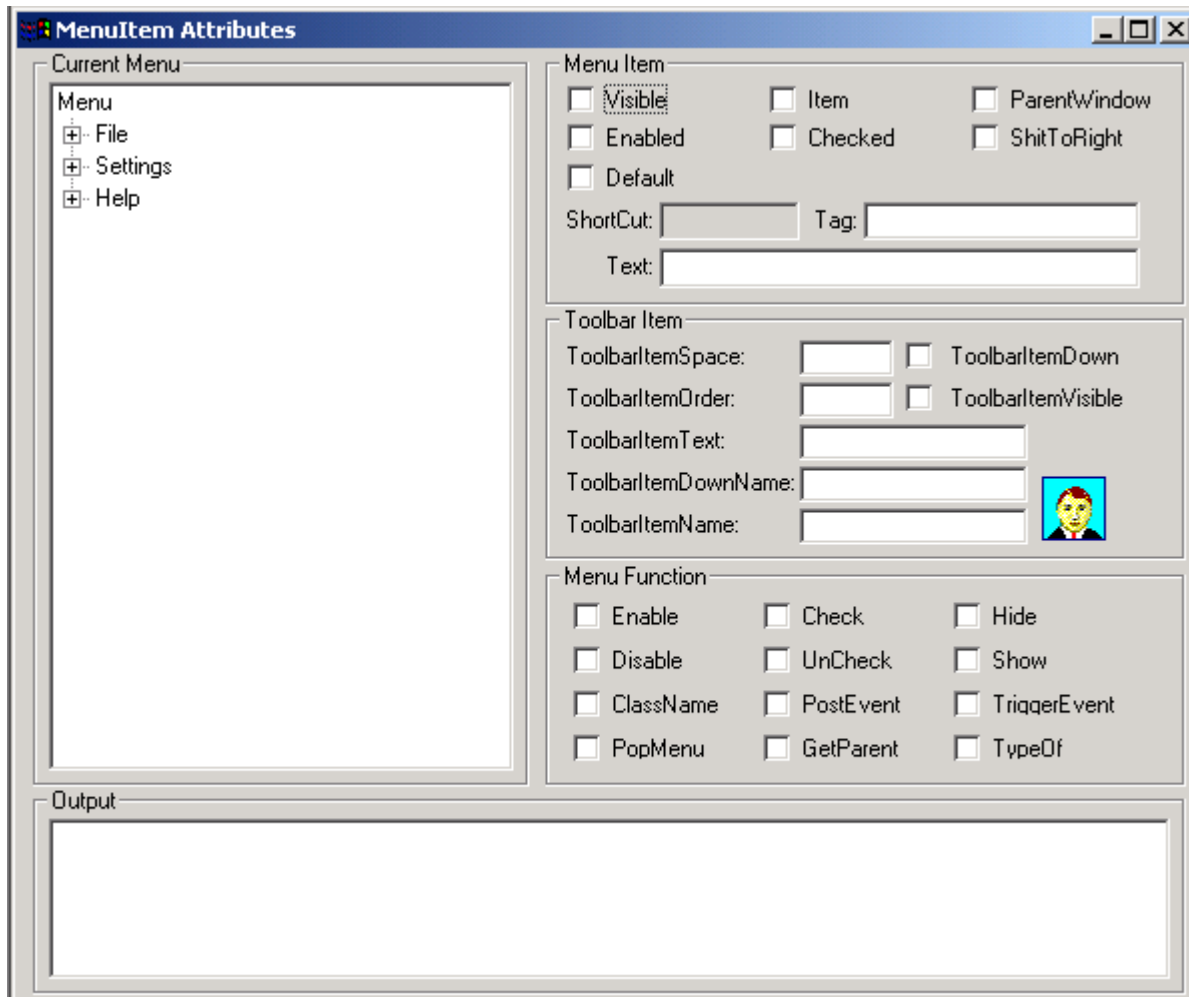 MenuItem Attributes
Current Menu
Menu
File
Settings
Help
Menu Item
Visible Item ParentWindow
Enabled Checked ShitToRight
Default
ShortCut: Tag:
Text:
Toolbar Item
ToolbarItemSpace: ToolbarItemDown
ToolbarItemOrder: ToolbarItemVisible
ToolbarItemText:
ToolbarItemDownName:
ToolbarItemName:
Menu Function
Enable Check Hide
Disable UnCheck Show
ClassName PostEvent TriggerEvent
PopMenu GetParent TypeOf
Output